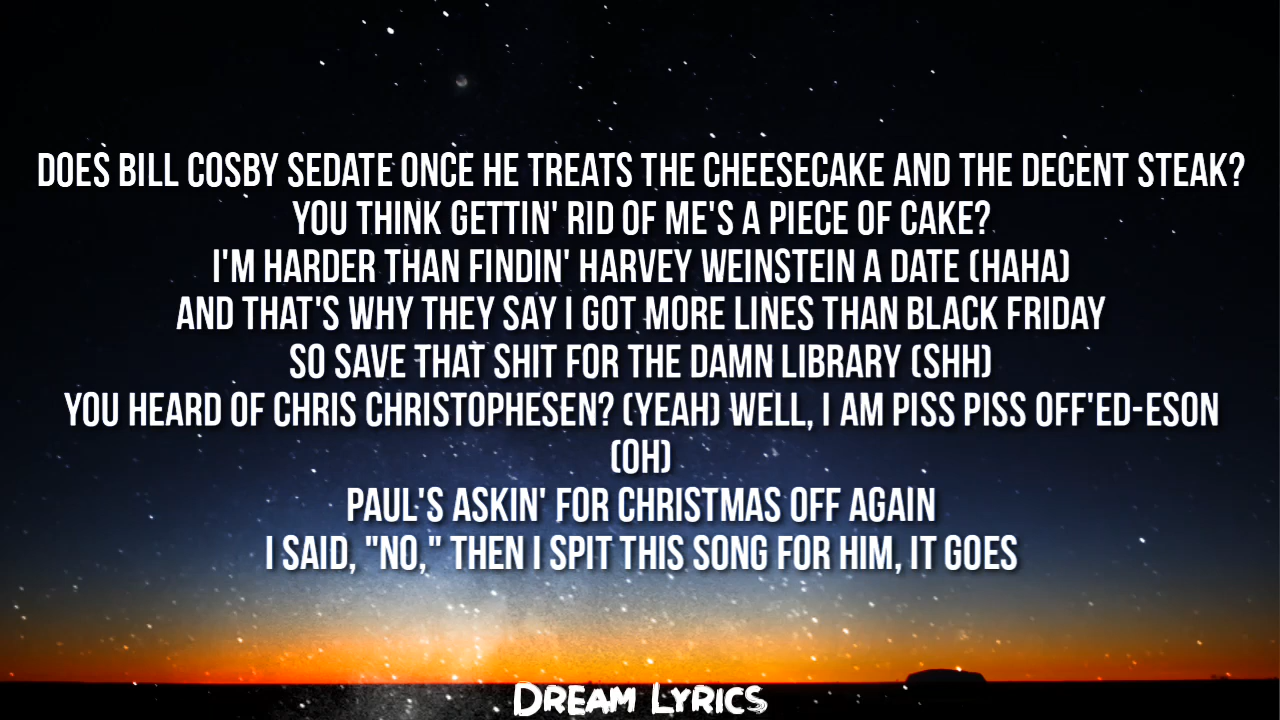 DOES BILL COSBY SEDATE ONCE HE TREATS THE CHEESECAKE AND THE DECENT STEAK?
YOU THINK GETTIN' RID OF ME'S A PIECE OF CAKE?
I'M HARDER THAN FINDIN' HARVEY WEINSTEIN A DATE (HAHA)
AND THAT'S WHY THEY SAY I GOT MORE LINES THAN BLACK FRIDAY
SO SAVE THAT SHIT FOR THE DAMN LIBRARY (SHH)
YOU HEARD OF CHRIS CHRISTOPHESEN? (YEAH) WELL, I AM PISS PISS OFF'ED-ESON
(OH)
PAUL'S ASKIN' FOR CHRISTMAS OFF AGAIN
I SAID, "NO," THEN I SPIT THIS SONG FOR HIM, IT GOES
DREAM LYRICS